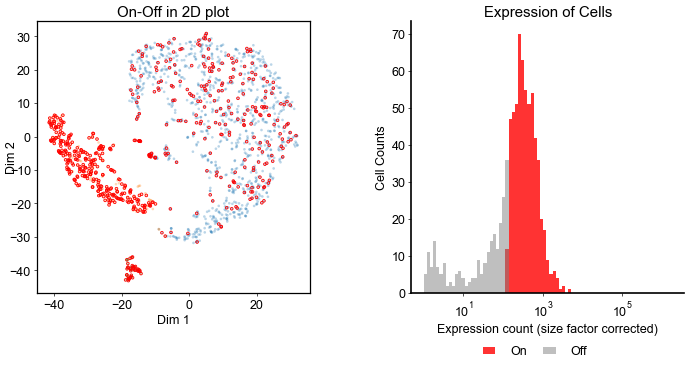 On-Off in 2D plot
Dim 2
30
20
10
0
−10
−20
−30
−40
−40
−20
0
20
Dim 1
Expression of Cells
Cell Counts
70
60
50
40
30
20
10
0
10^1
10^3
10^5
Expression count (size factor corrected)
On
Off